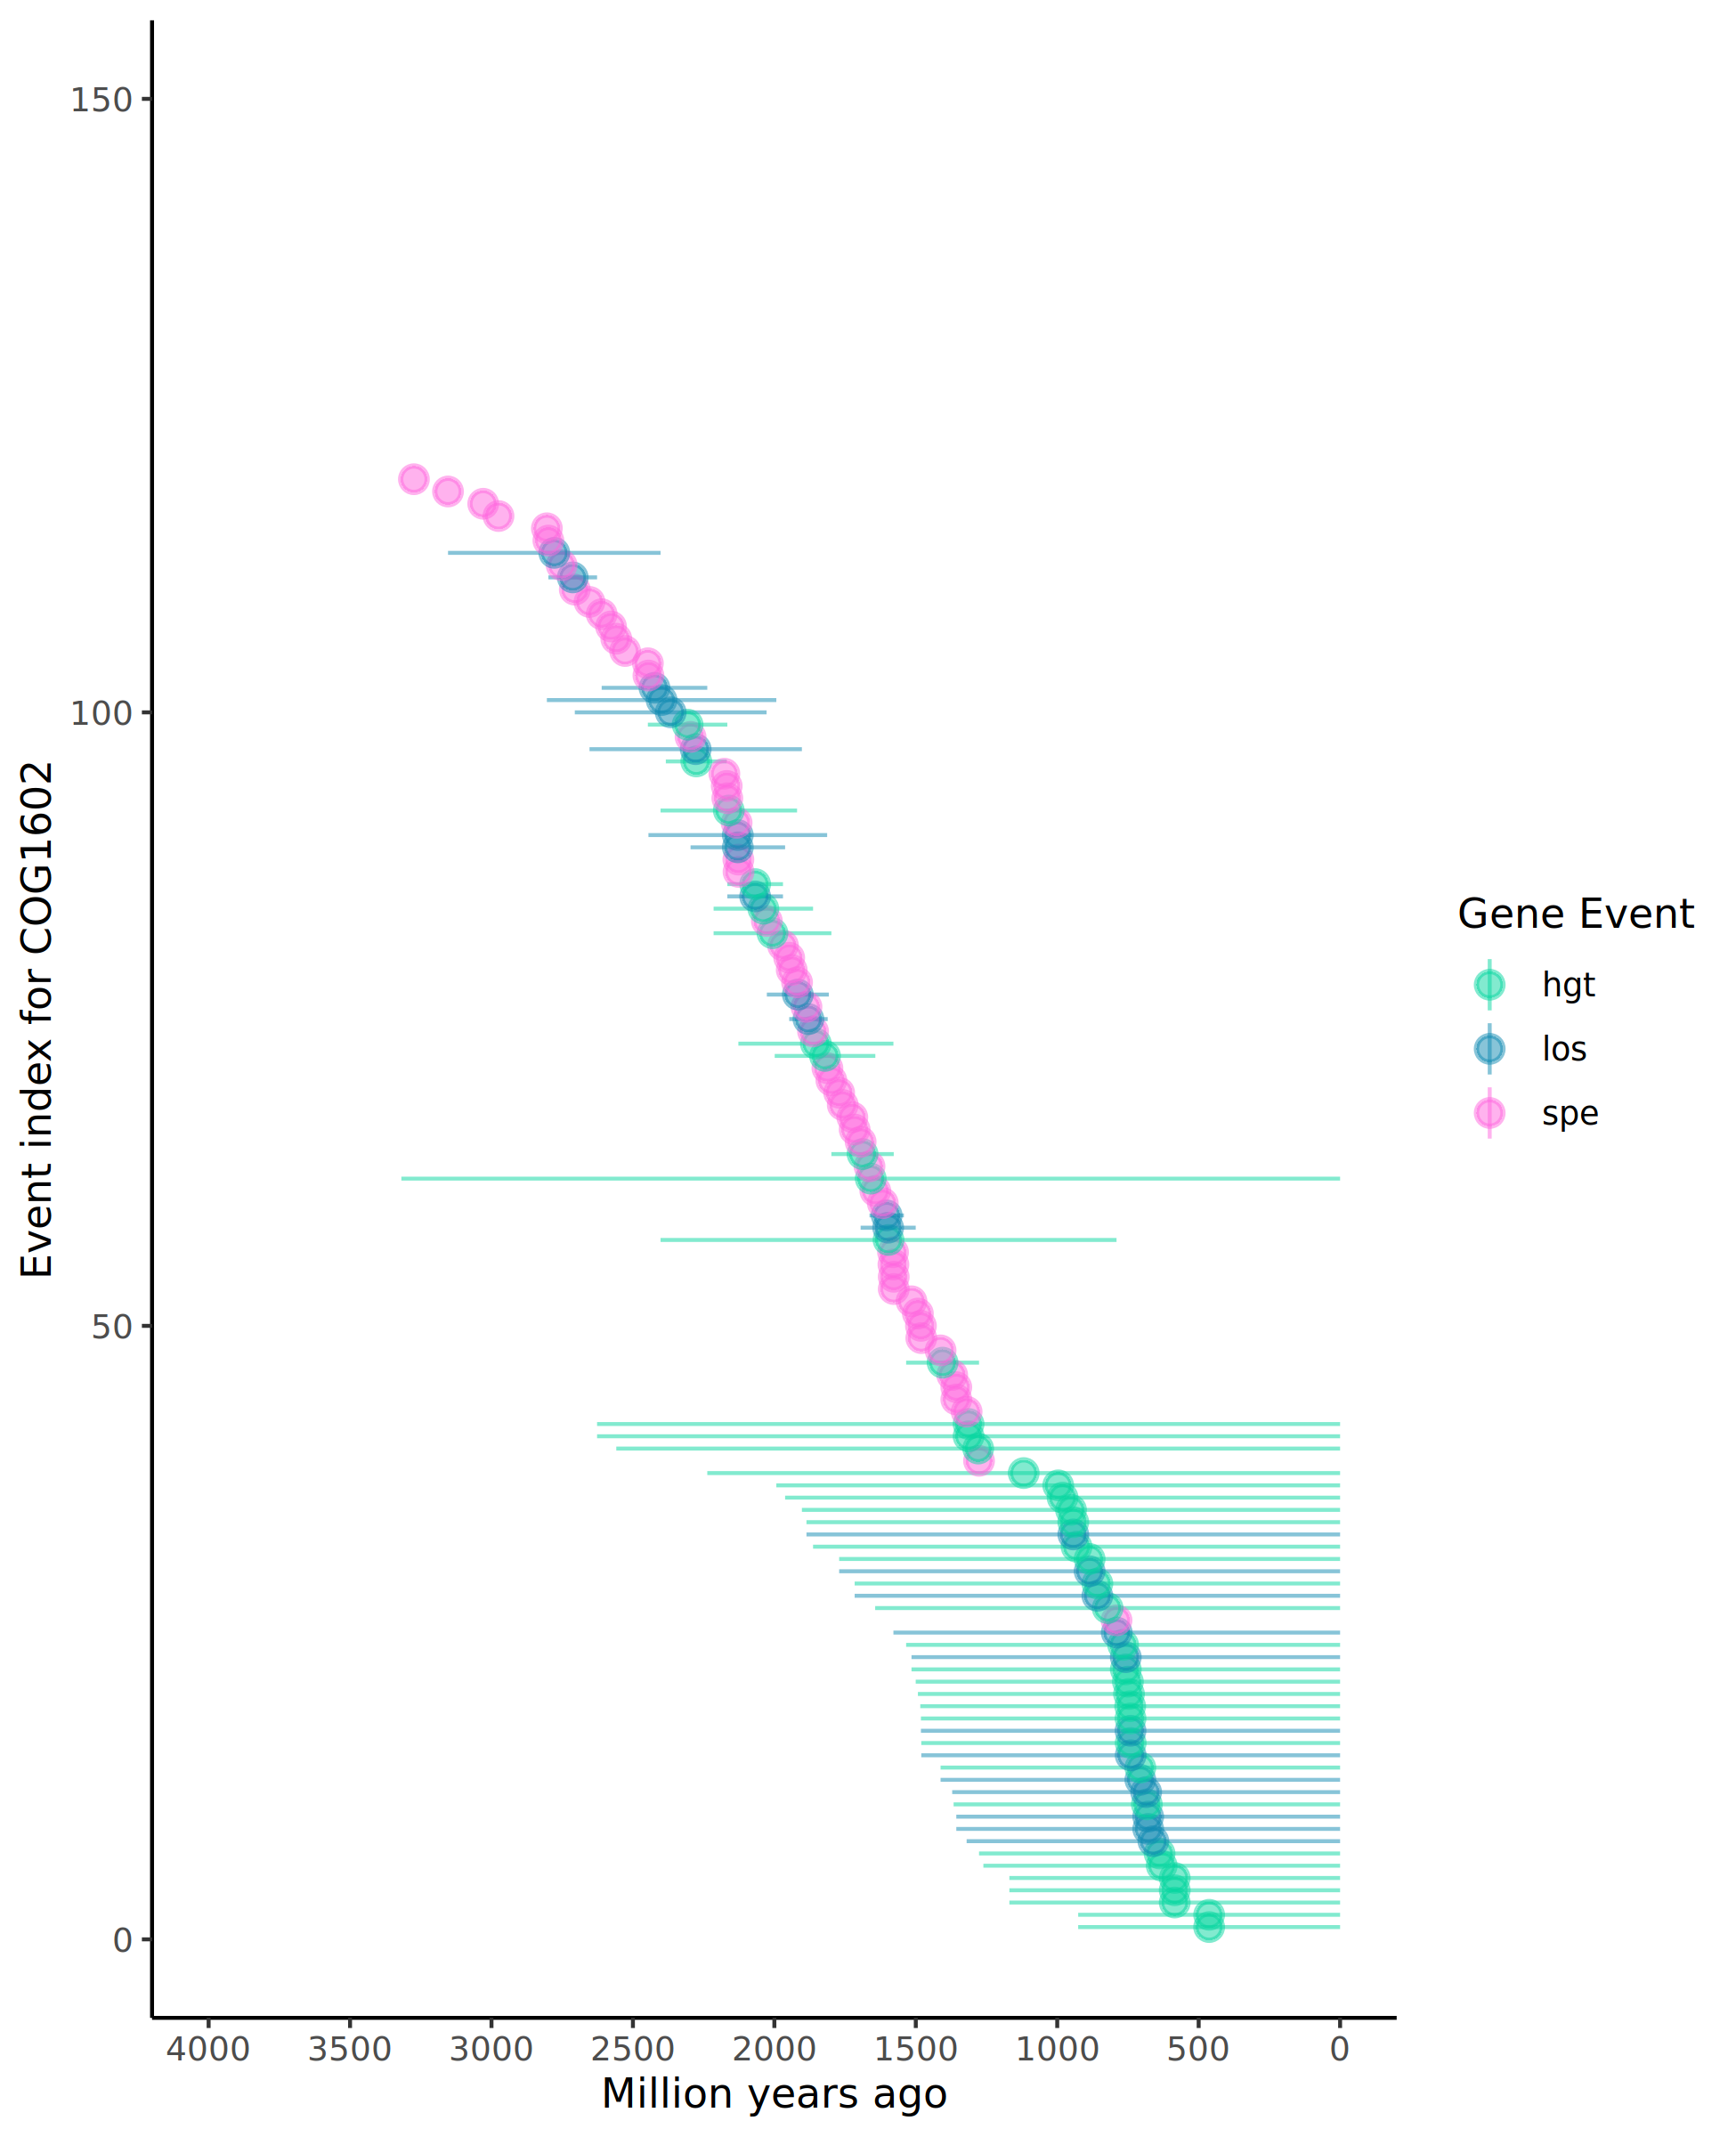 150
100
50
0
Event index for COG1602
4000 3500 3000 2500 2000 1500 1000 500 0
Million years ago
Gene Event
hgt
los
spe